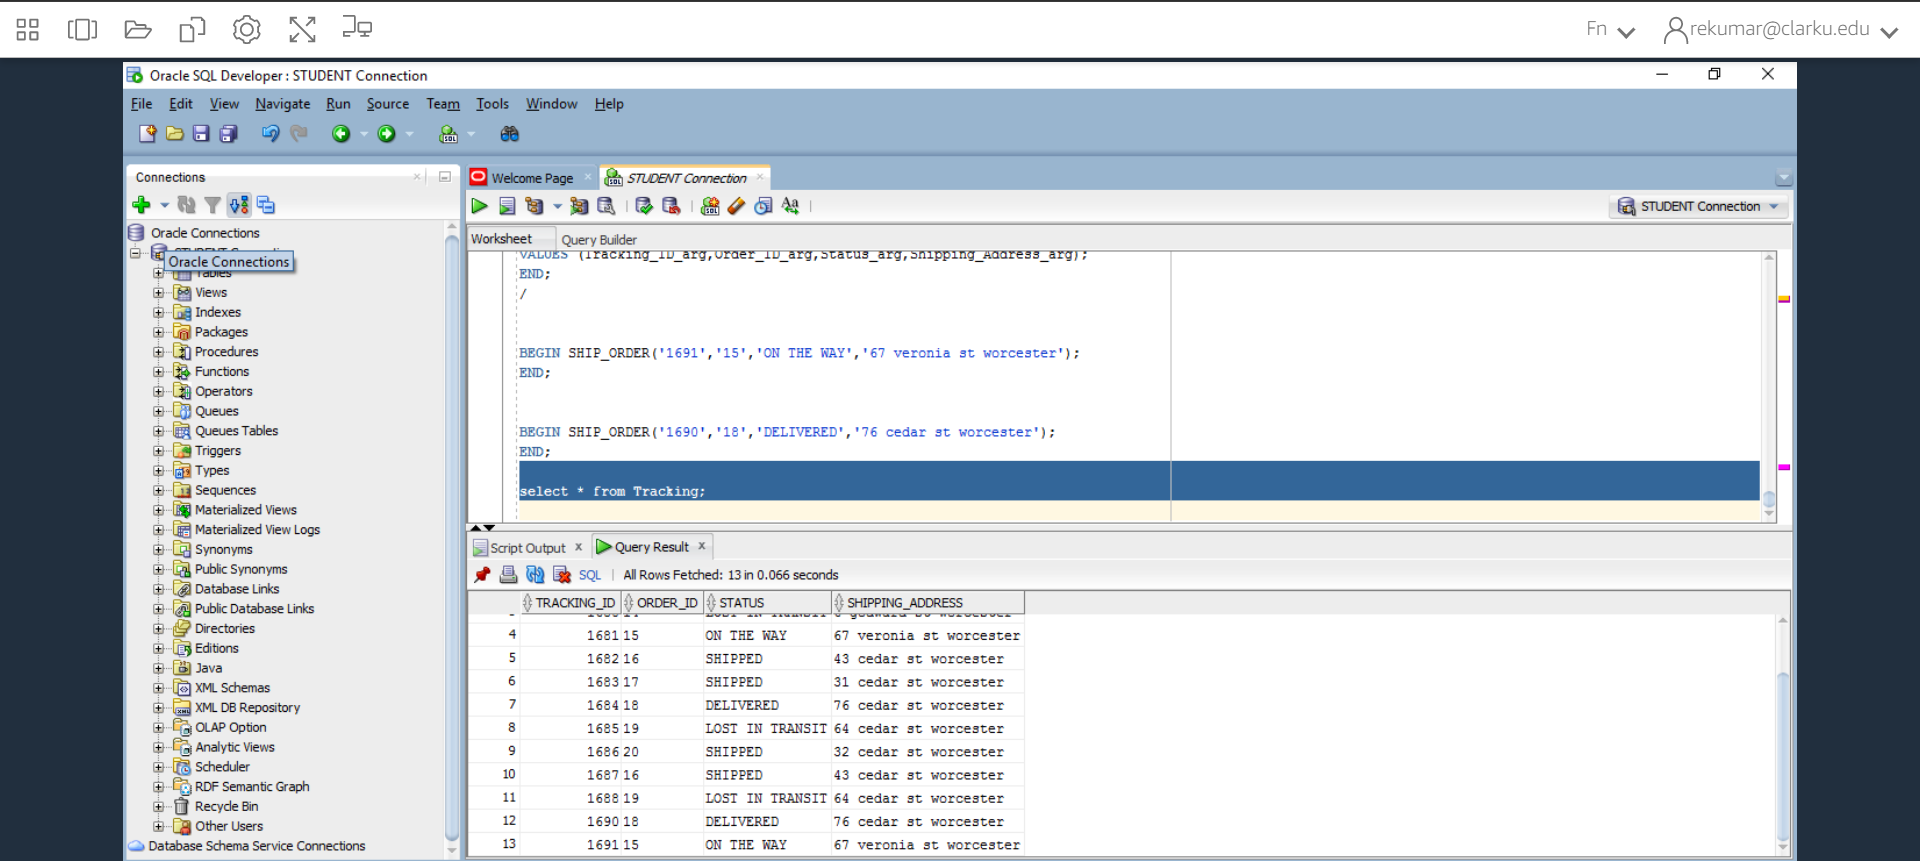 Fn
rekumar@clarku.edu
Oracle SQL Developer : STUDENT Connection
File Edit View Navigate Run Source Team Tools Window Help
Connections
Welcome Page
STUDENT Connection
STUDENT Connection
Oracle Connections
Oracle Connections
Tables
Views
Indexes
Packages
Procedures
Functions
Operators
Queues
Queues Tables
Triggers
Types
Sequences
Materialized Views
Materialized View Logs
Synonyms
Public Synonyms
Database Links
Public Database Links
Directories
Editions
Java
XML Schemas
XML DB Repository
OLAP Option
Analytic Views
Scheduler
RDF Semantic Graph
Recycle Bin
Other Users
Database Schema Service Connections
Worksheet Query Builder
VALUES (Tracking_ID_arg,Order_ID_arg,Status_arg,Shipping_Address_arg);
END;
/
BEGIN SHIP_ORDER('1691','15','ON THE WAY','67 veronia st worcester');
END;
BEGIN SHIP_ORDER('1690','18','DELIVERED','76 cedar st worcester');
END;
select * from Tracking;
Script Output x Query Result x
SQL | All Rows Fetched: 13 in 0.066 seconds
TRACKING_ID ORDER_ID STATUS SHIPPING_ADDRESS
4 1681 15 ON THE WAY 67 veronia st worcester
5 1682 16 SHIPPED 43 cedar st worcester
6 1683 17 SHIPPED 31 cedar st worcester
7 1684 18 DELIVERED 76 cedar st worcester
8 1685 19 LOST IN TRANSIT 64 cedar st worcester
9 1686 20 SHIPPED 32 cedar st worcester
10 1687 16 SHIPPED 43 cedar st worcester
11 1688 19 LOST IN TRANSIT 64 cedar st worcester
12 1690 18 DELIVERED 76 cedar st worcester
13 1691 15 ON THE WAY 67 veronia st worcester